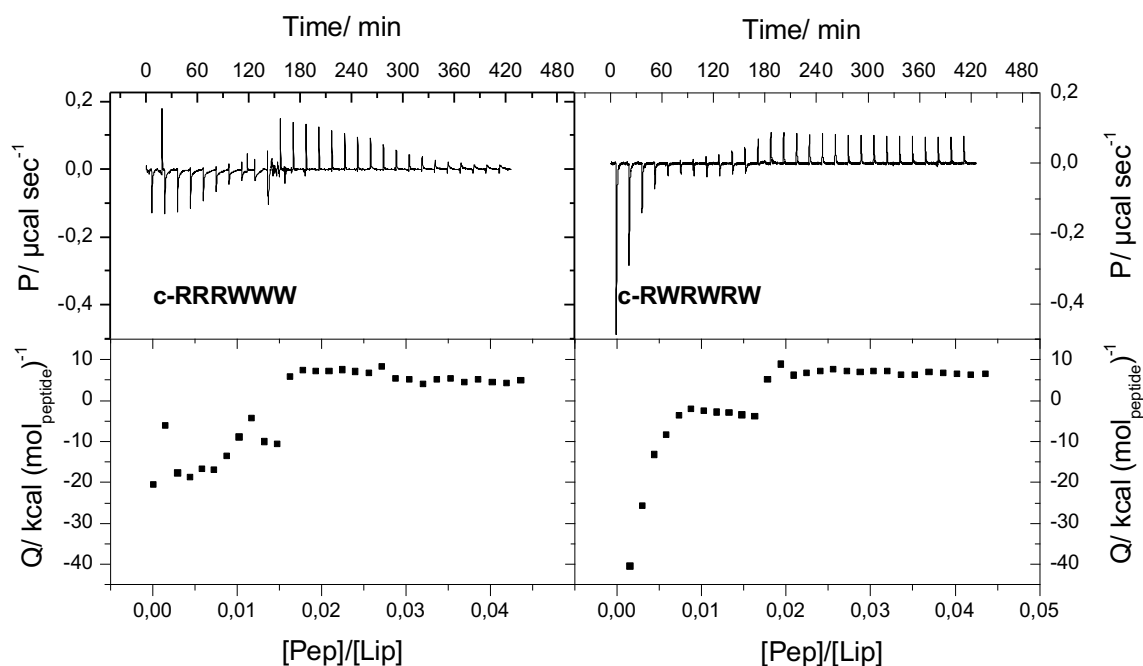 Time/ min
Time/ min
0 60 120 180 240 300 360 420 480
0 60 120 180 240 300 360 420 480
0,2
0,0
-0,2
-0,4
P/ µcal sec⁻¹
c-RRRWWW
c-RWRWRW
0,2
0,0
-0,2
-0,4
P/ µcal sec⁻¹
10
0
-10
-20
-30
-40
Q/ kcal (mol_peptide)⁻¹
10
0
-10
-20
-30
-40
Q/ kcal (mol_peptide)⁻¹
0,00 0,01 0,02 0,03 0,04
0,00 0,01 0,02 0,03 0,04 0,05
[Pep]/[Lip]
[Pep]/[Lip]